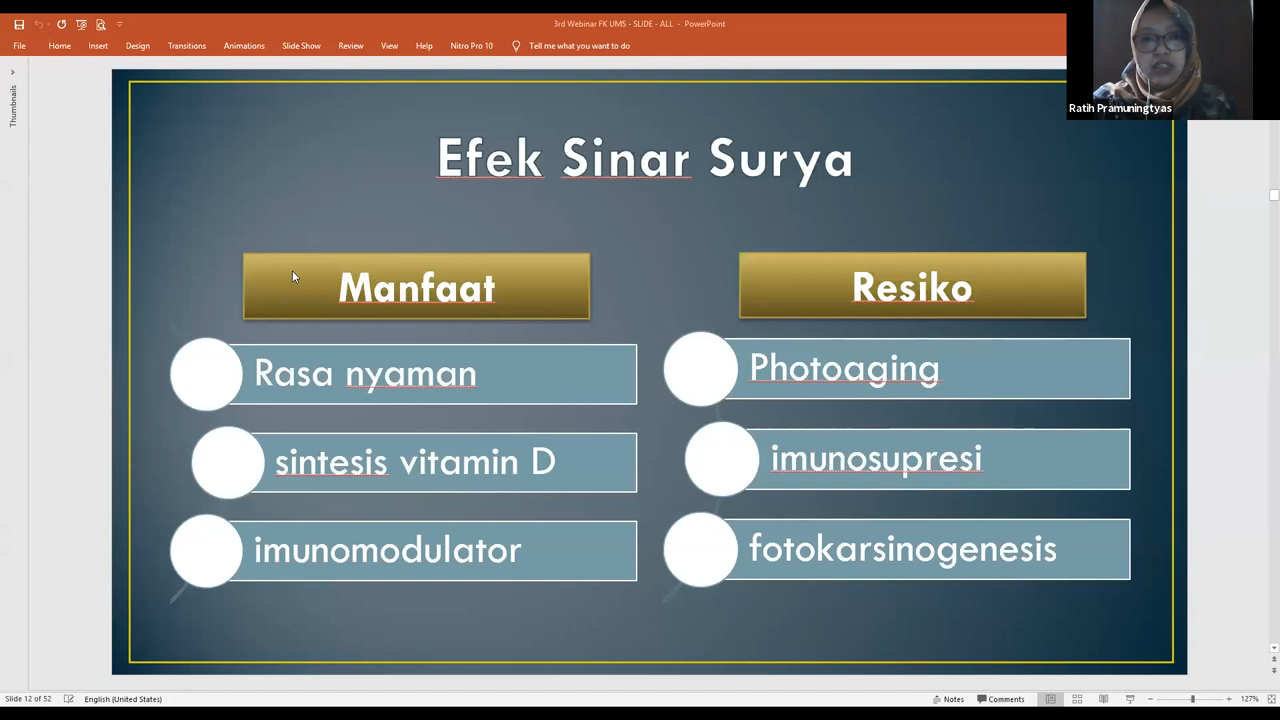 3rd Webinar FK UMS - SLIDE - ALL - PowerPoint
File Home Insert Design Transitions Animations Slide Show Review View Help Nitro Pro 10 Tell me what you want to do
Ratih Pramuningtyas
Thumbnails
Efek Sinar Surya
Manfaat
Rasa nyaman
sintesis vitamin D
imunomodulator
Resiko
Photoaging
imunosupresi
fotokarsinogenesis
Slide 12 of 52 English (United States) Notes Comments 127%